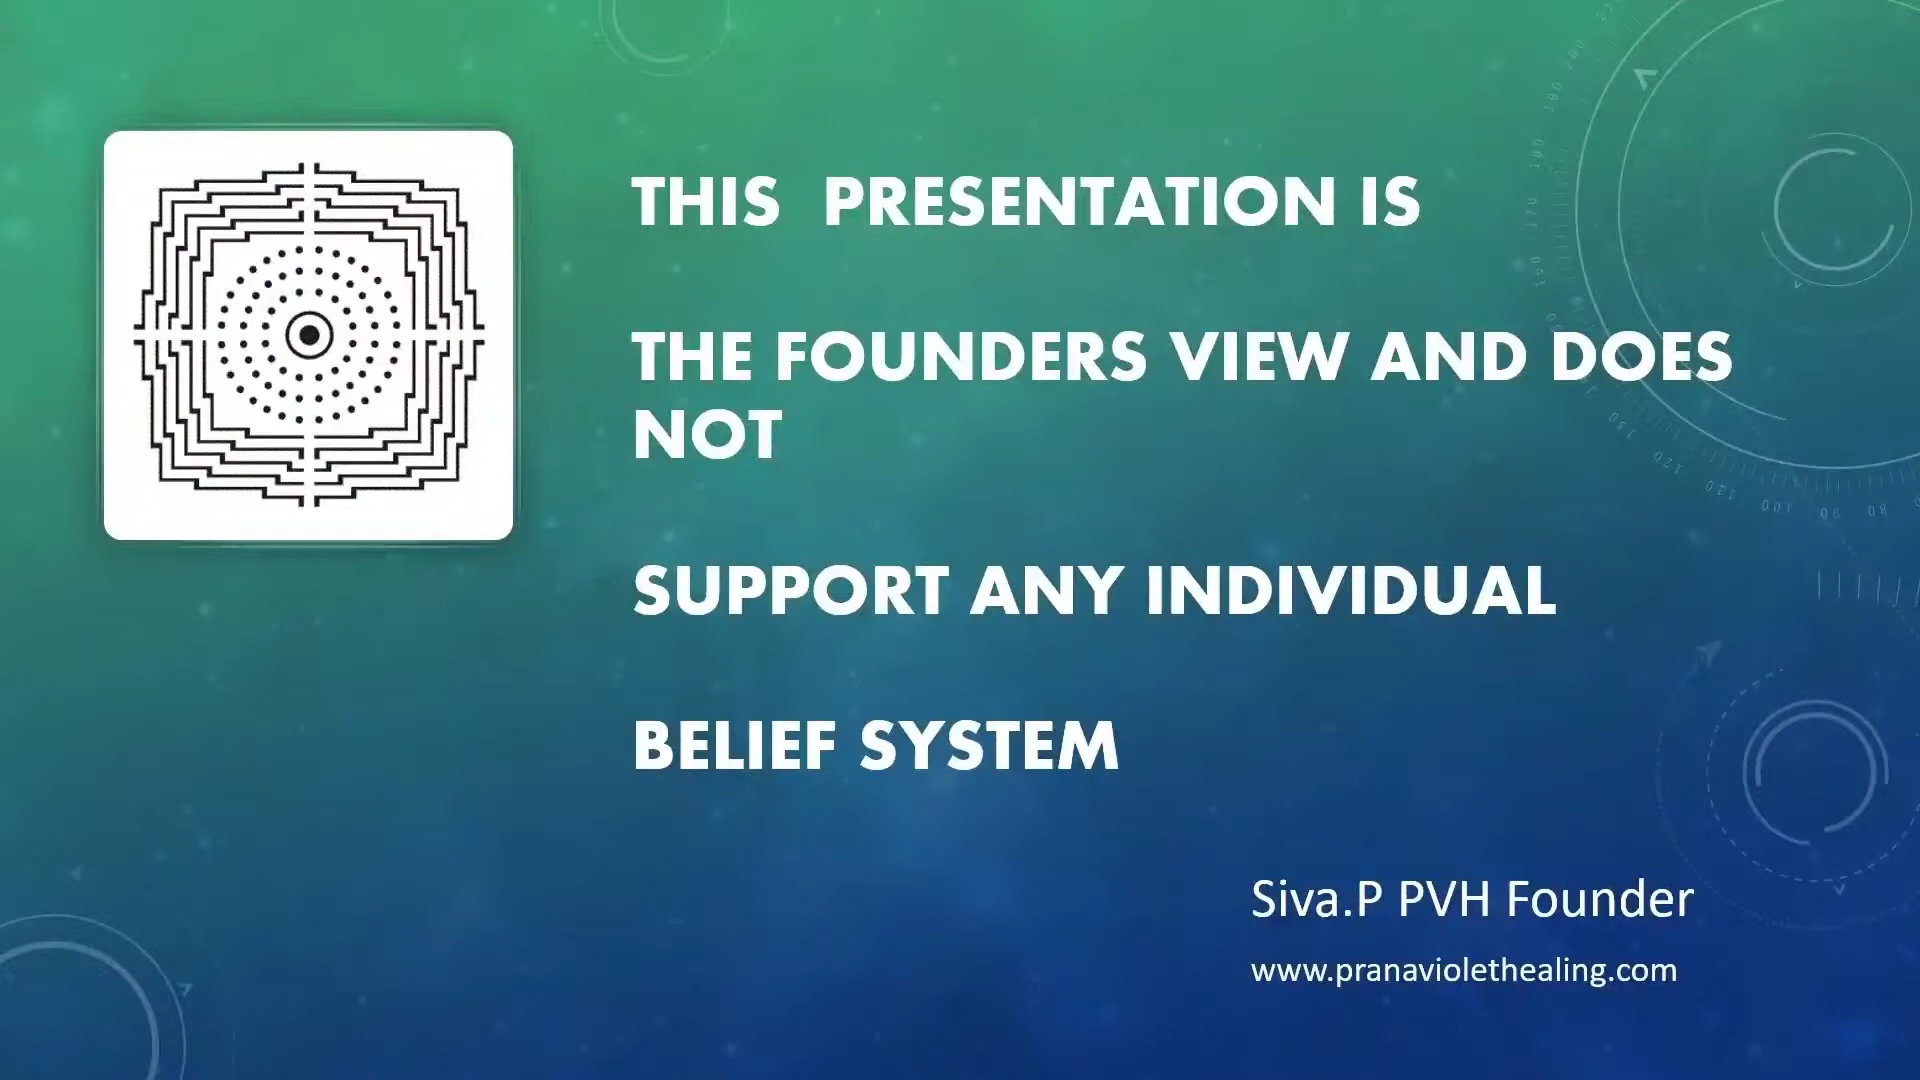 THIS  PRESENTATION IS
THE FOUNDERS VIEW AND DOES
NOT
SUPPORT ANY INDIVIDUAL
BELIEF SYSTEM
Siva.P PVH Founder
www.pranaviolethealing.com